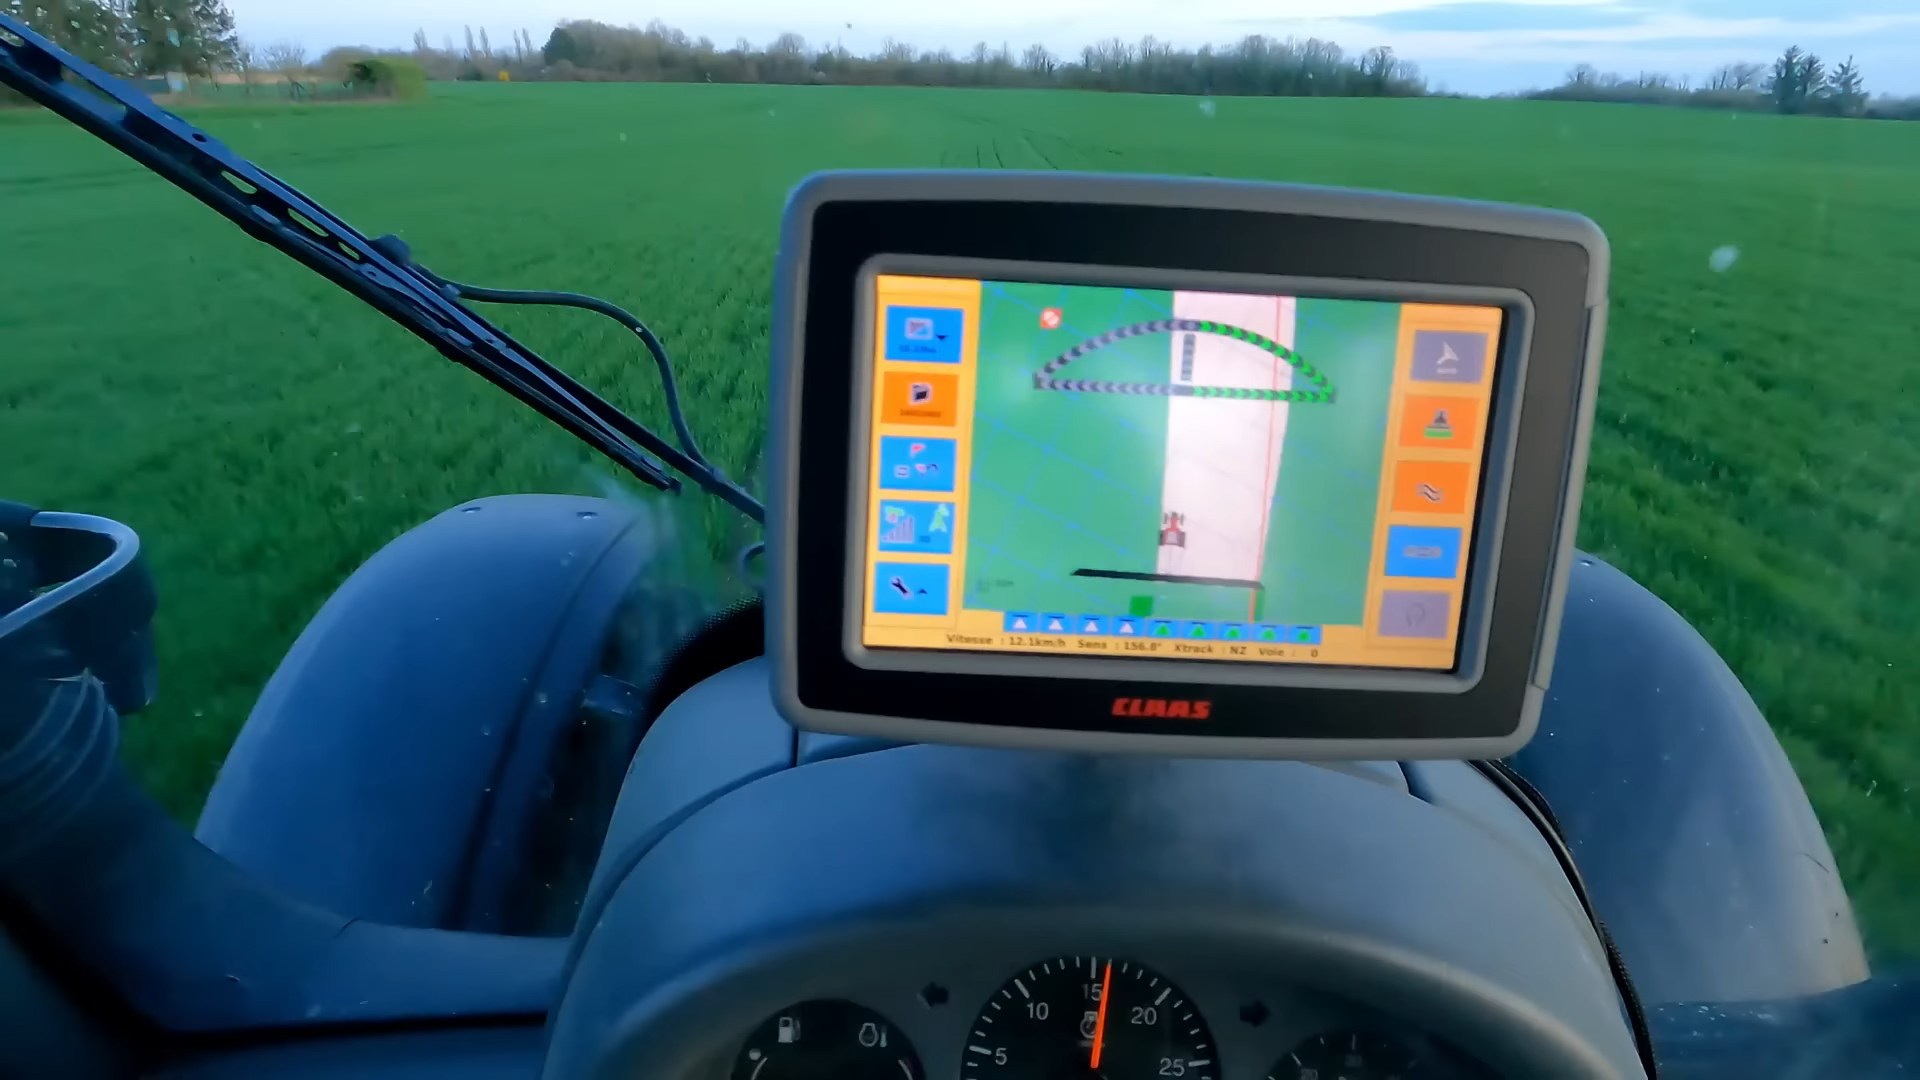 Vitesse : 12.1km/h Sens : 156.8° Xtrack : NZ Voie : 0
CLAAS
5
10
15
20
25